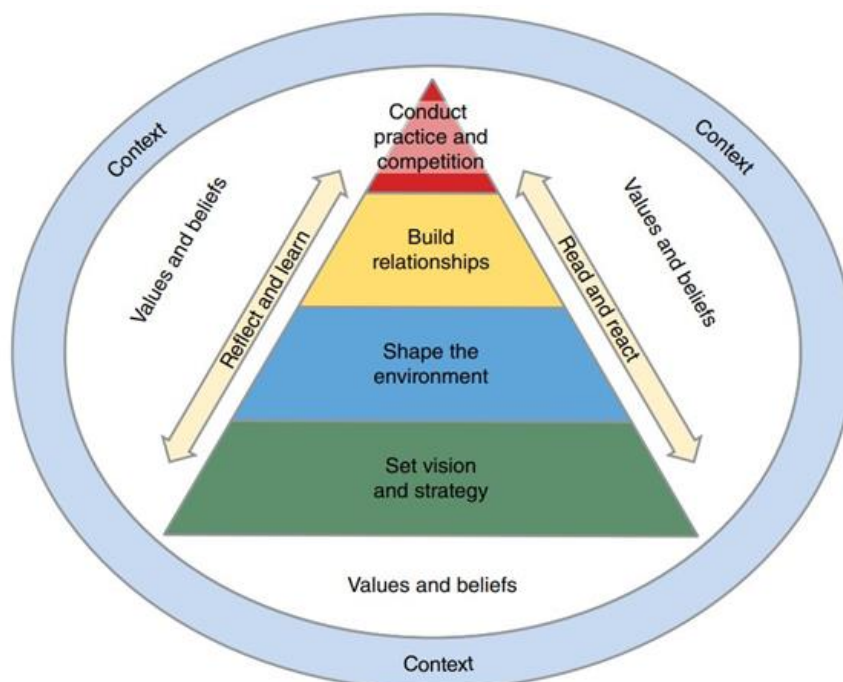 Conduct
practice and
competition
Context
Context
Values and beliefs
Values and beliefs
Reflect and learn
Read and react
Build
relationships
Shape the
environment
Set vision
and strategy
Values and beliefs
Context